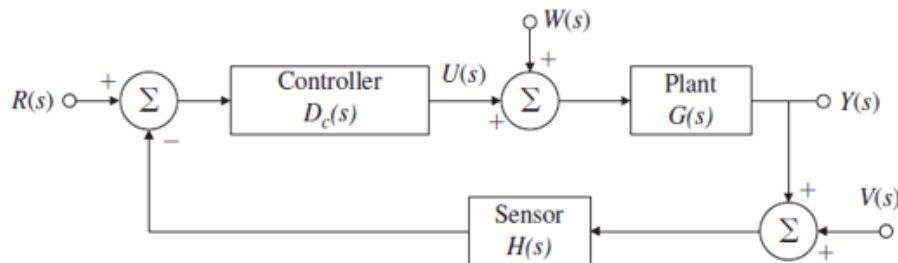 W(s)
+
R(s)
+
Σ
−
Controller
D_c(s)
U(s)
+
Σ
Plant
G(s)
Y(s)
Sensor
H(s)
+
Σ
+
V(s)